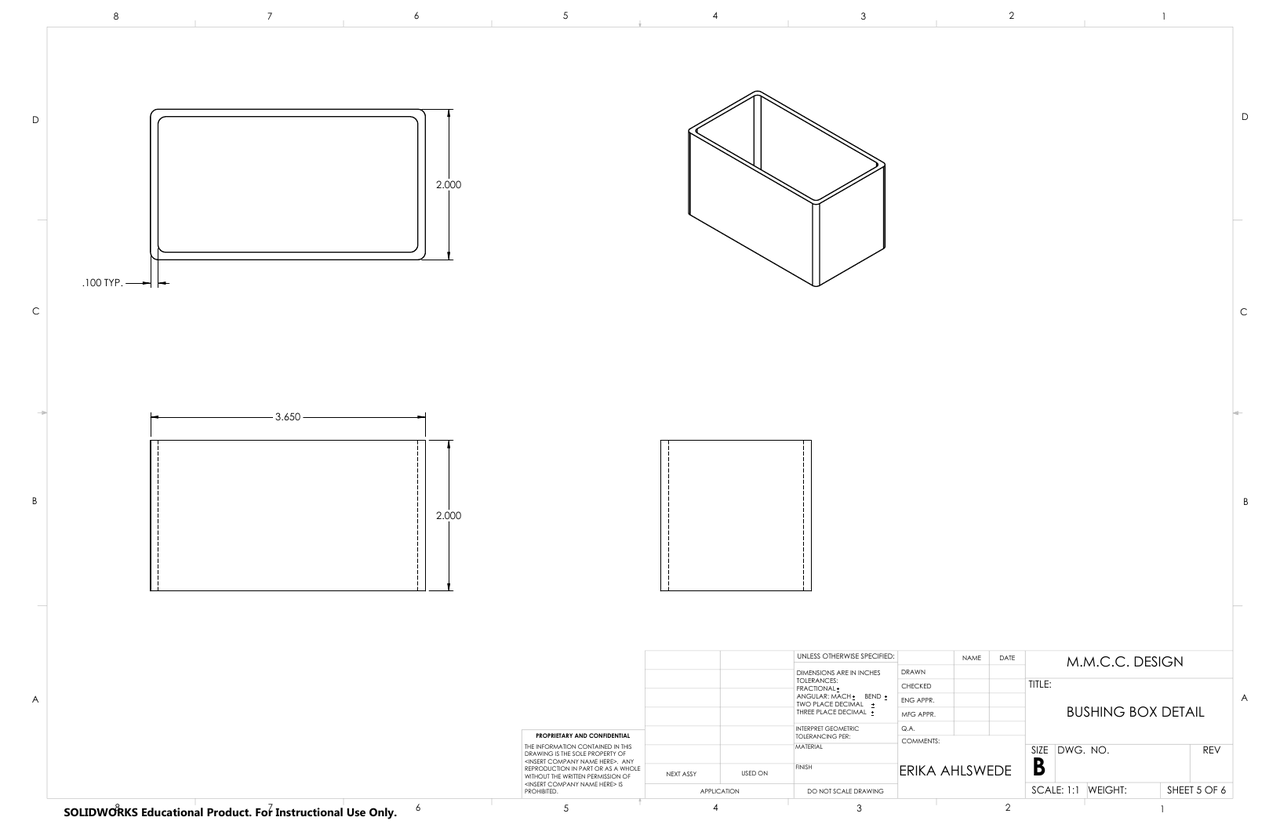 8 7 6 5 4 3 2 1
D D
2.000
.100 TYP.
C C
3.650
2.000
B B
UNLESS OTHERWISE SPECIFIED:
DIMENSIONS ARE IN INCHES
TOLERANCES:
FRACTIONAL±
ANGULAR: MACH± BEND ±
TWO PLACE DECIMAL ±
THREE PLACE DECIMAL ±
INTERPRET GEOMETRIC
TOLERANCING PER:
MATERIAL
FINISH
DO NOT SCALE DRAWING
NAME DATE
DRAWN
CHECKED
ENG APPR.
MFG APPR.
Q.A.
COMMENTS:
ERIKA AHLSWEDE
M.M.C.C. DESIGN
TITLE:
BUSHING BOX DETAIL
SIZE DWG. NO. REV
B
SCALE: 1:1 WEIGHT: SHEET 5 OF 6
A A
PROPRIETARY AND CONFIDENTIAL
THE INFORMATION CONTAINED IN THIS
DRAWING IS THE SOLE PROPERTY OF
<INSERT COMPANY NAME HERE>. ANY
REPRODUCTION IN PART OR AS A WHOLE
WITHOUT THE WRITTEN PERMISSION OF
<INSERT COMPANY NAME HERE> IS
PROHIBITED.
NEXT ASSY USED ON
APPLICATION
8 6 5 4 3 2 1
SOLIDWORKS Educational Product. For Instructional Use Only.